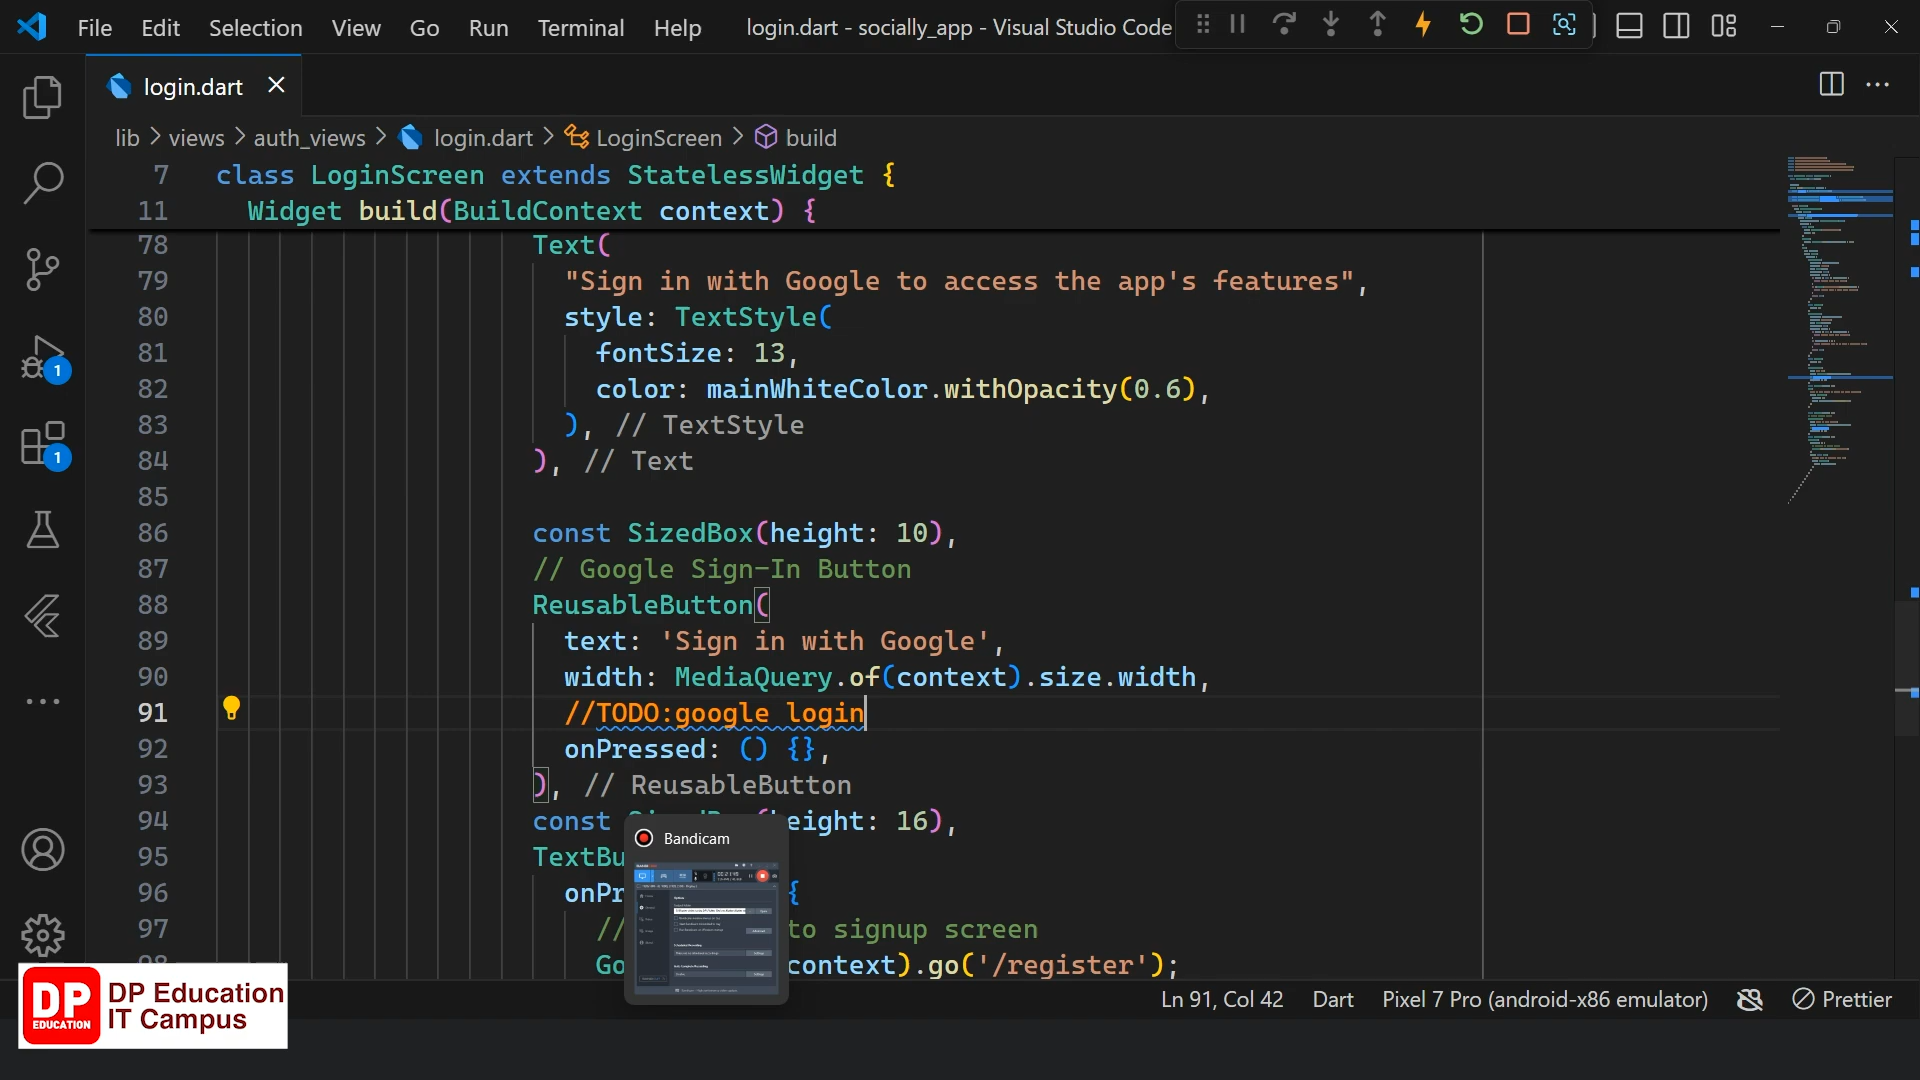 File Edit Selection View Go Run Terminal Help login.dart - socially_app - Visual Studio Code
login.dart
lib > views > auth_views > login.dart > LoginScreen > build
7 class LoginScreen extends StatelessWidget {
11 Widget build(BuildContext context) {
78 Text(
79 "Sign in with Google to access the app's features",
80 style: TextStyle(
81 fontSize: 13,
82 color: mainWhiteColor.withOpacity(0.6),
83 ), // TextStyle
84 ), // Text
85
86 const SizedBox(height: 10),
87 // Google Sign-In Button
88 ReusableButton(
89 text: 'Sign in with Google',
90 width: MediaQuery.of(context).size.width,
91 //TODO:google login
92 onPressed: () {},
93 ), // ReusableButton
94 const height: 16),
95 TextBu
96 onPr {
97 // to signup screen
Go context).go('/register');
1
1
Bandicam
Ln 91, Col 42 Dart Pixel 7 Pro (android-x86 emulator) Prettier
DP EDUCATION
DP Education
IT Campus